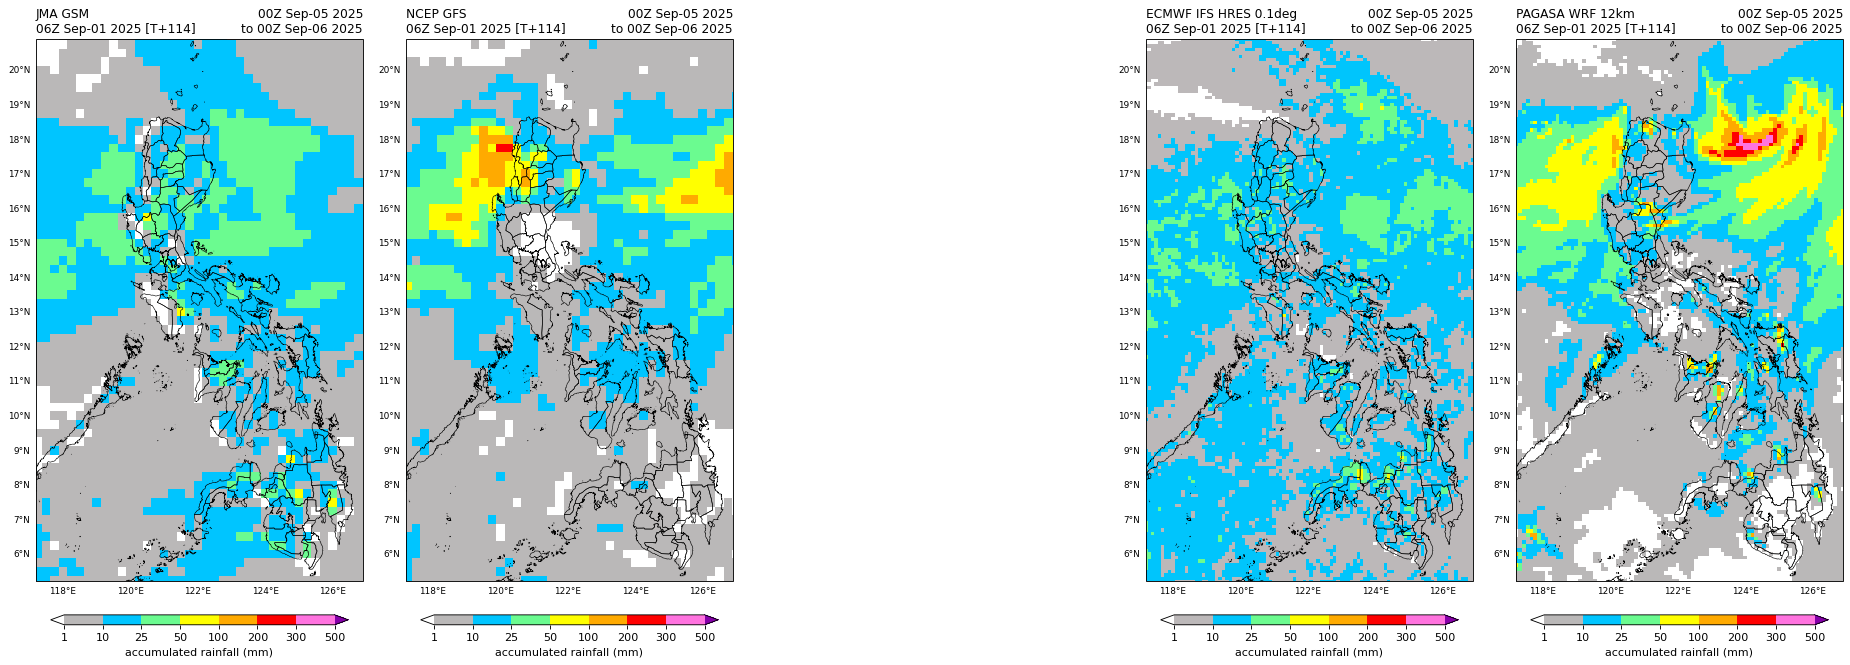 JMA GSM 00Z Sep-05 2025
06Z Sep-01 2025 [T+114] to 00Z Sep-06 2025
20°N
19°N
18°N
17°N
16°N
15°N
14°N
13°N
12°N
11°N
10°N
9°N
8°N
7°N
6°N
118°E 120°E 122°E 124°E 126°E
1 10 25 50 100 200 300 500
accumulated rainfall (mm)
NCEP GFS 00Z Sep-05 2025
06Z Sep-01 2025 [T+114] to 00Z Sep-06 2025
20°N
19°N
18°N
17°N
16°N
15°N
14°N
13°N
12°N
11°N
10°N
9°N
8°N
7°N
6°N
118°E 120°E 122°E 124°E 126°E
1 10 25 50 100 200 300 500
accumulated rainfall (mm)
ECMWF IFS HRES 0.1deg 00Z Sep-05 2025
06Z Sep-01 2025 [T+114] to 00Z Sep-06 2025
20°N
19°N
18°N
17°N
16°N
15°N
14°N
13°N
12°N
11°N
10°N
9°N
8°N
7°N
6°N
118°E 120°E 122°E 124°E 126°E
1 10 25 50 100 200 300 500
accumulated rainfall (mm)
PAGASA WRF 12km 00Z Sep-05 2025
06Z Sep-01 2025 [T+114] to 00Z Sep-06 2025
20°N
19°N
18°N
17°N
16°N
15°N
14°N
13°N
12°N
11°N
10°N
9°N
8°N
7°N
6°N
118°E 120°E 122°E 124°E 126°E
1 10 25 50 100 200 300 500
accumulated rainfall (mm)